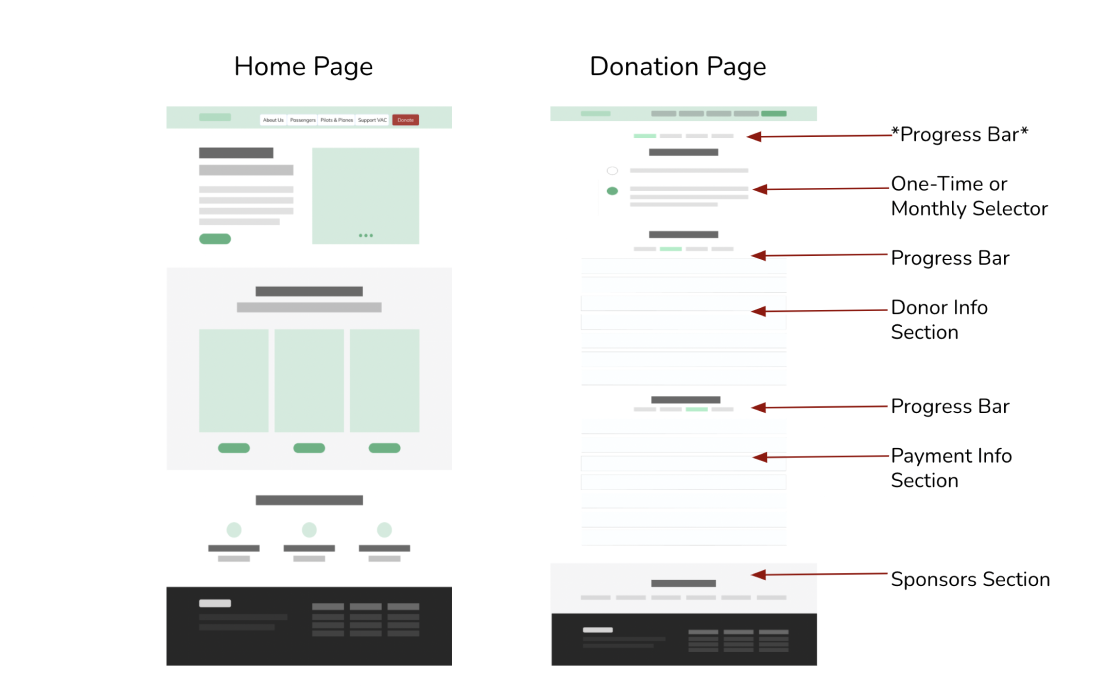 Home Page
Donation Page
About Us Passengers Pilots & Planes Support VAC Donate
*Progress Bar*
One-Time or
Monthly Selector
Progress Bar
Donor Info
Section
Progress Bar
Payment Info
Section
Sponsors Section